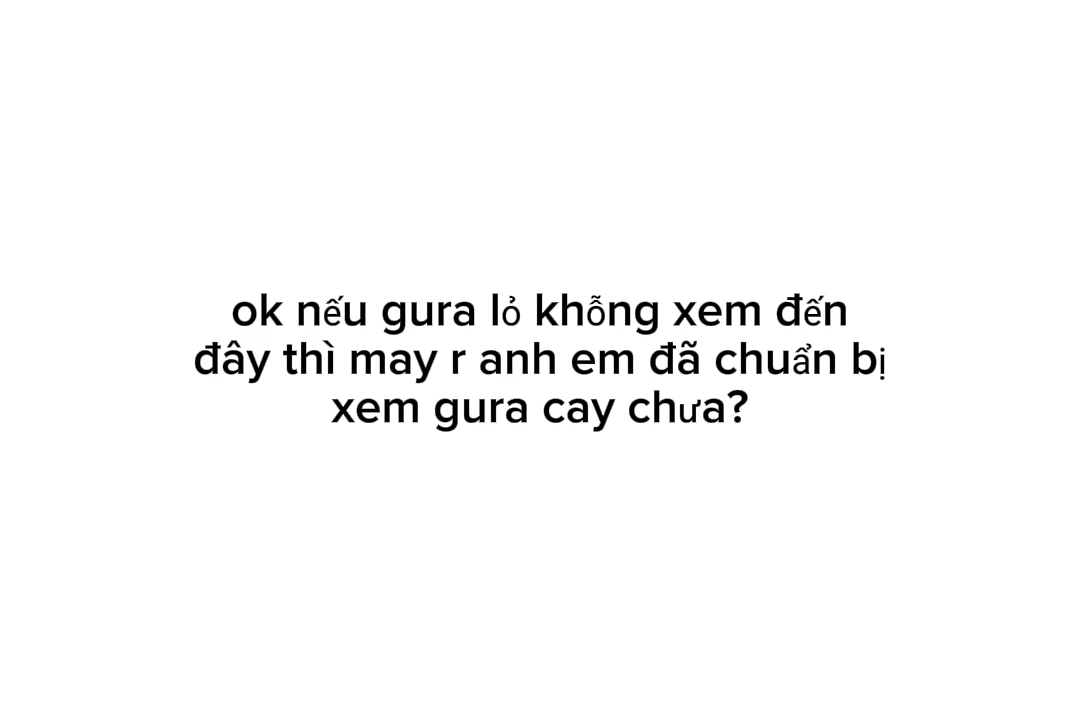 ok nếu gura lỏ khỗng xem đến
đây thì may r anh em đã chuẩn bị
xem gura cay chưa?